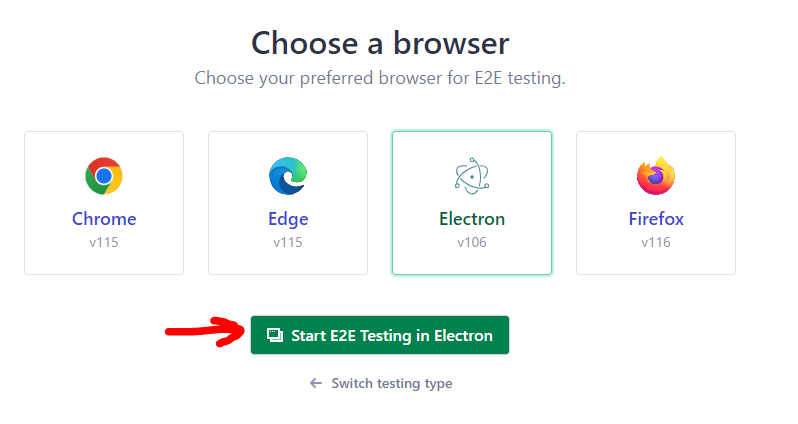 Choose a browser
Choose your preferred browser for E2E testing.
Chrome
v115
Edge
v115
Electron
v106
Firefox
v116
Start E2E Testing in Electron
Switch testing type